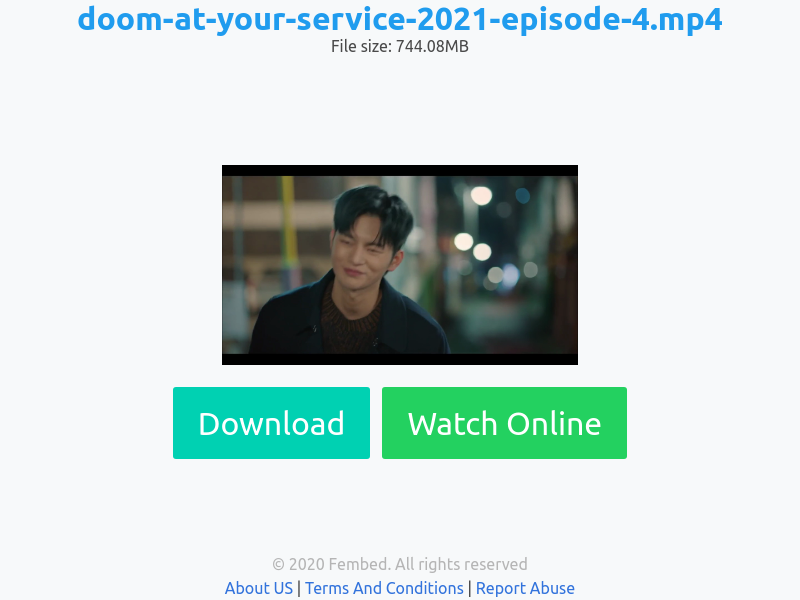 doom-at-your-service-2021-episode-4.mp4
File size: 744.08MB
Download
Watch Online
© 2020 Fembed. All rights reserved
About US | Terms And Conditions | Report Abuse